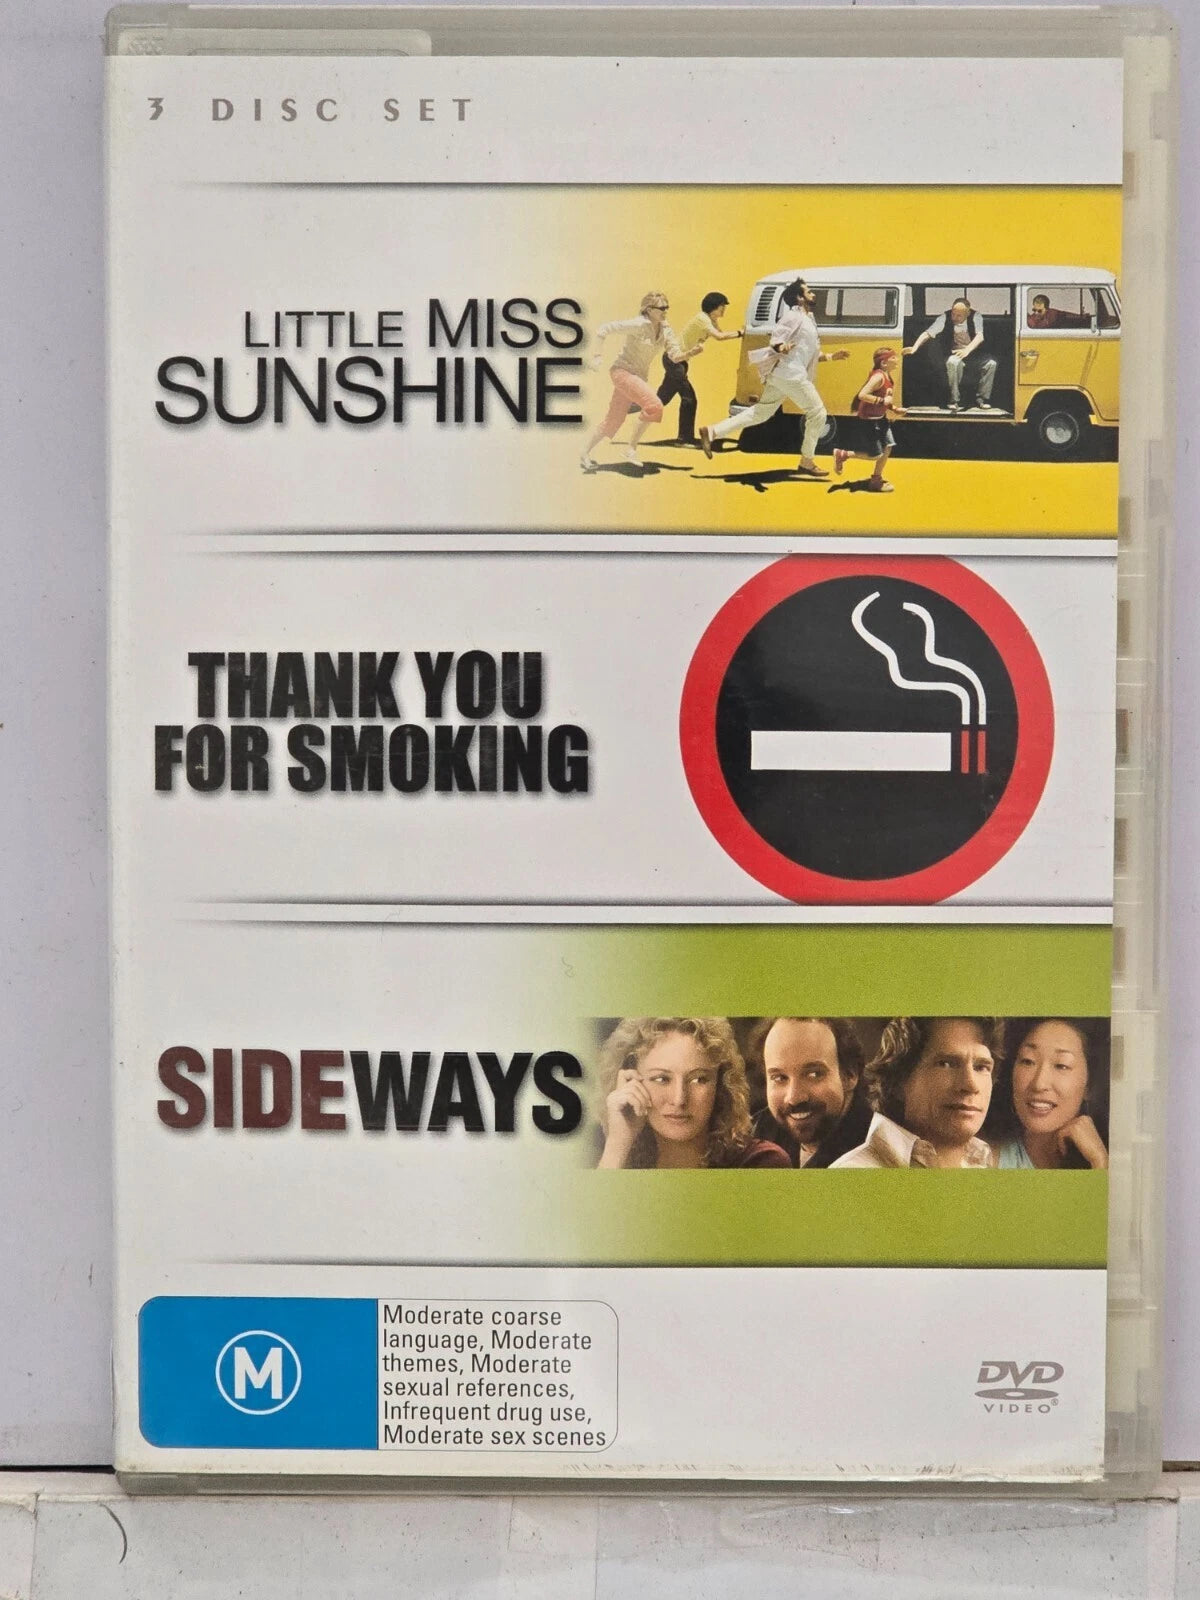 3 DISC SET
LITTLE MISS
SUNSHINE
THANK YOU
FOR SMOKING
SIDEWAYS
M
Moderate coarse
language, Moderate
themes, Moderate
sexual references,
Infrequent drug use,
Moderate sex scenes
DVD
VIDEO®